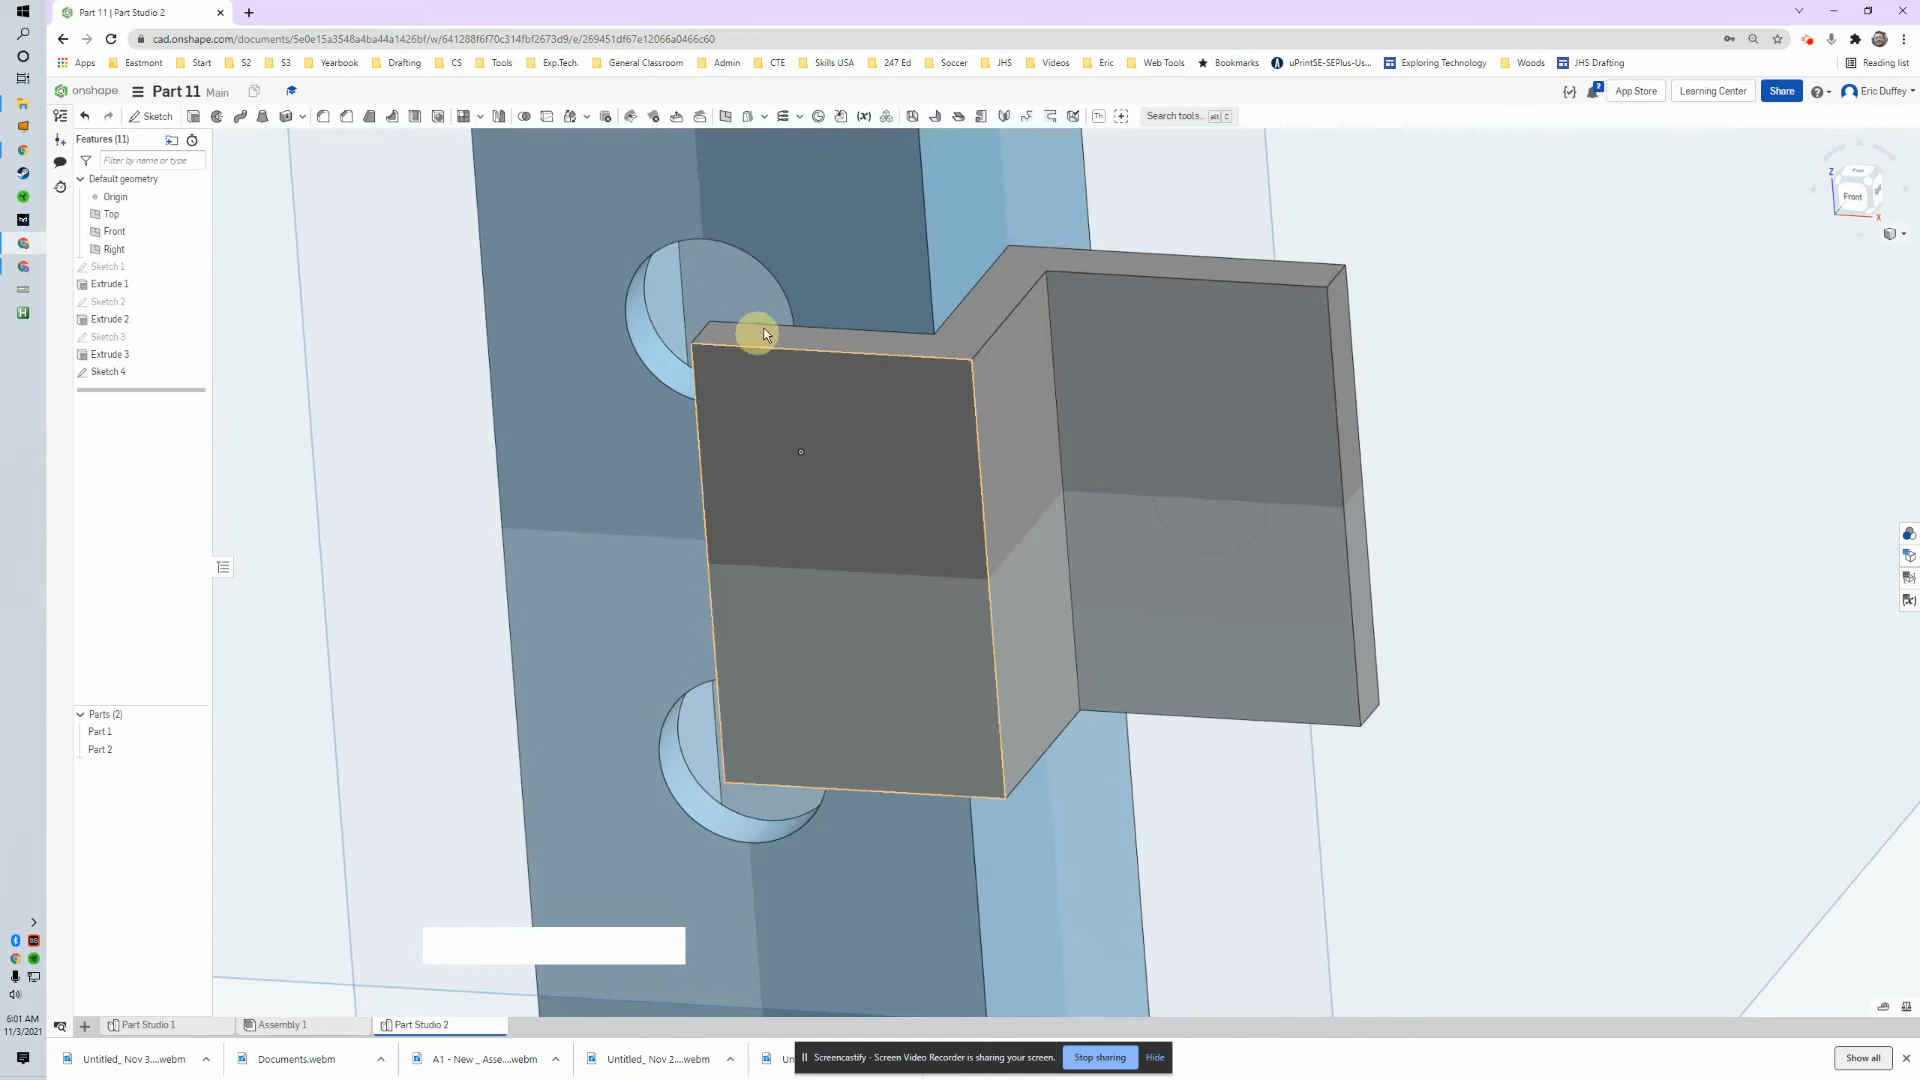 Part 11 | Part Studio 2
cad.onshape.com/documents/5e0e15a3548a4ba44a1426bf/w/641288f6f70c314fbf2673d9/e/269451df67e12066a0466c60
Apps Eastmont Start S2 S3 Yearbook Drafting CS Tools Exp.Tech. General Classroom Admin CTE Skills USA 247 Ed Soccer JHS Videos Eric Web Tools Bookmarks uPrintSE-SEPlus-Us... Exploring Technology Woods JHS Drafting Reading list
onshape Part 11 Main 2 App Store Learning Center Share Eric Duffey
Sketch Search tools... alt C
Features (11)
Filter by name or type
Default geometry
Origin
Top
Front
Right
Sketch 1
Extrude 1
Sketch 2
Extrude 2
Sketch 3
Extrude 3
Sketch 4
Z
Front
X
Parts (2)
Part 1
Part 2
6:01 AM
11/3/2021
Part Studio 1 Assembly 1 Part Studio 2
Untitled_ Nov 3....webm Documents.webm A1 - New _ Asse....webm Untitled_ Nov 2....webm Un
Screencastify - Screen Video Recorder is sharing your screen. Stop sharing Hide
Show all